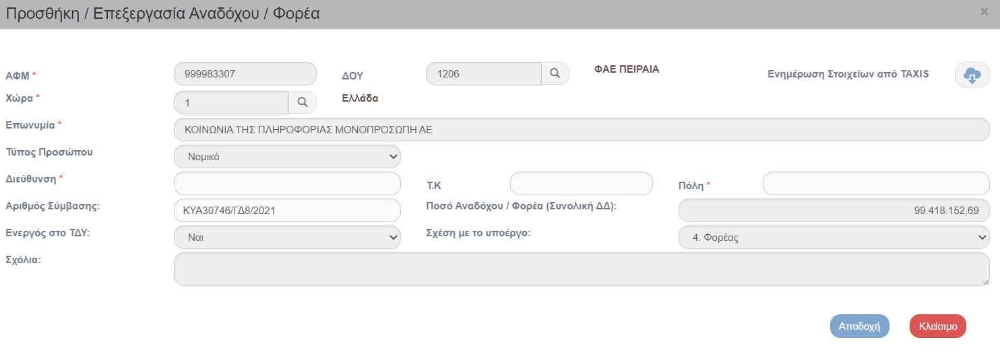 Προσθήκη / Επεξεργασία Αναδόχου / Φορέα ×
ΑΦΜ * 999983307 ΔΟΥ 1206 ΦΑΕ ΠΕΙΡΑΙΑ Ενημέρωση Στοιχείων από TAXIS
Χώρα * 1 Ελλάδα
Επωνυμία * ΚΟΙΝΩΝΙΑ ΤΗΣ ΠΛΗΡΟΦΟΡΙΑΣ ΜΟΝΟΠΡΟΣΩΠΗ ΑΕ
Τύπος Προσώπου Νομικό
Διεύθυνση * Τ.Κ Πόλη *
Αριθμός Σύμβασης: ΚΥΑ30746/ΓΔ8/2021 Ποσό Αναδόχου / Φορέα (Συνολική ΔΔ): 99.418.152,69
Ενεργός στο ΤΔΥ: Ναι Σχέση με το υποέργο: 4. Φορέας
Σχόλια:
Αποδοχή Κλείσιμο